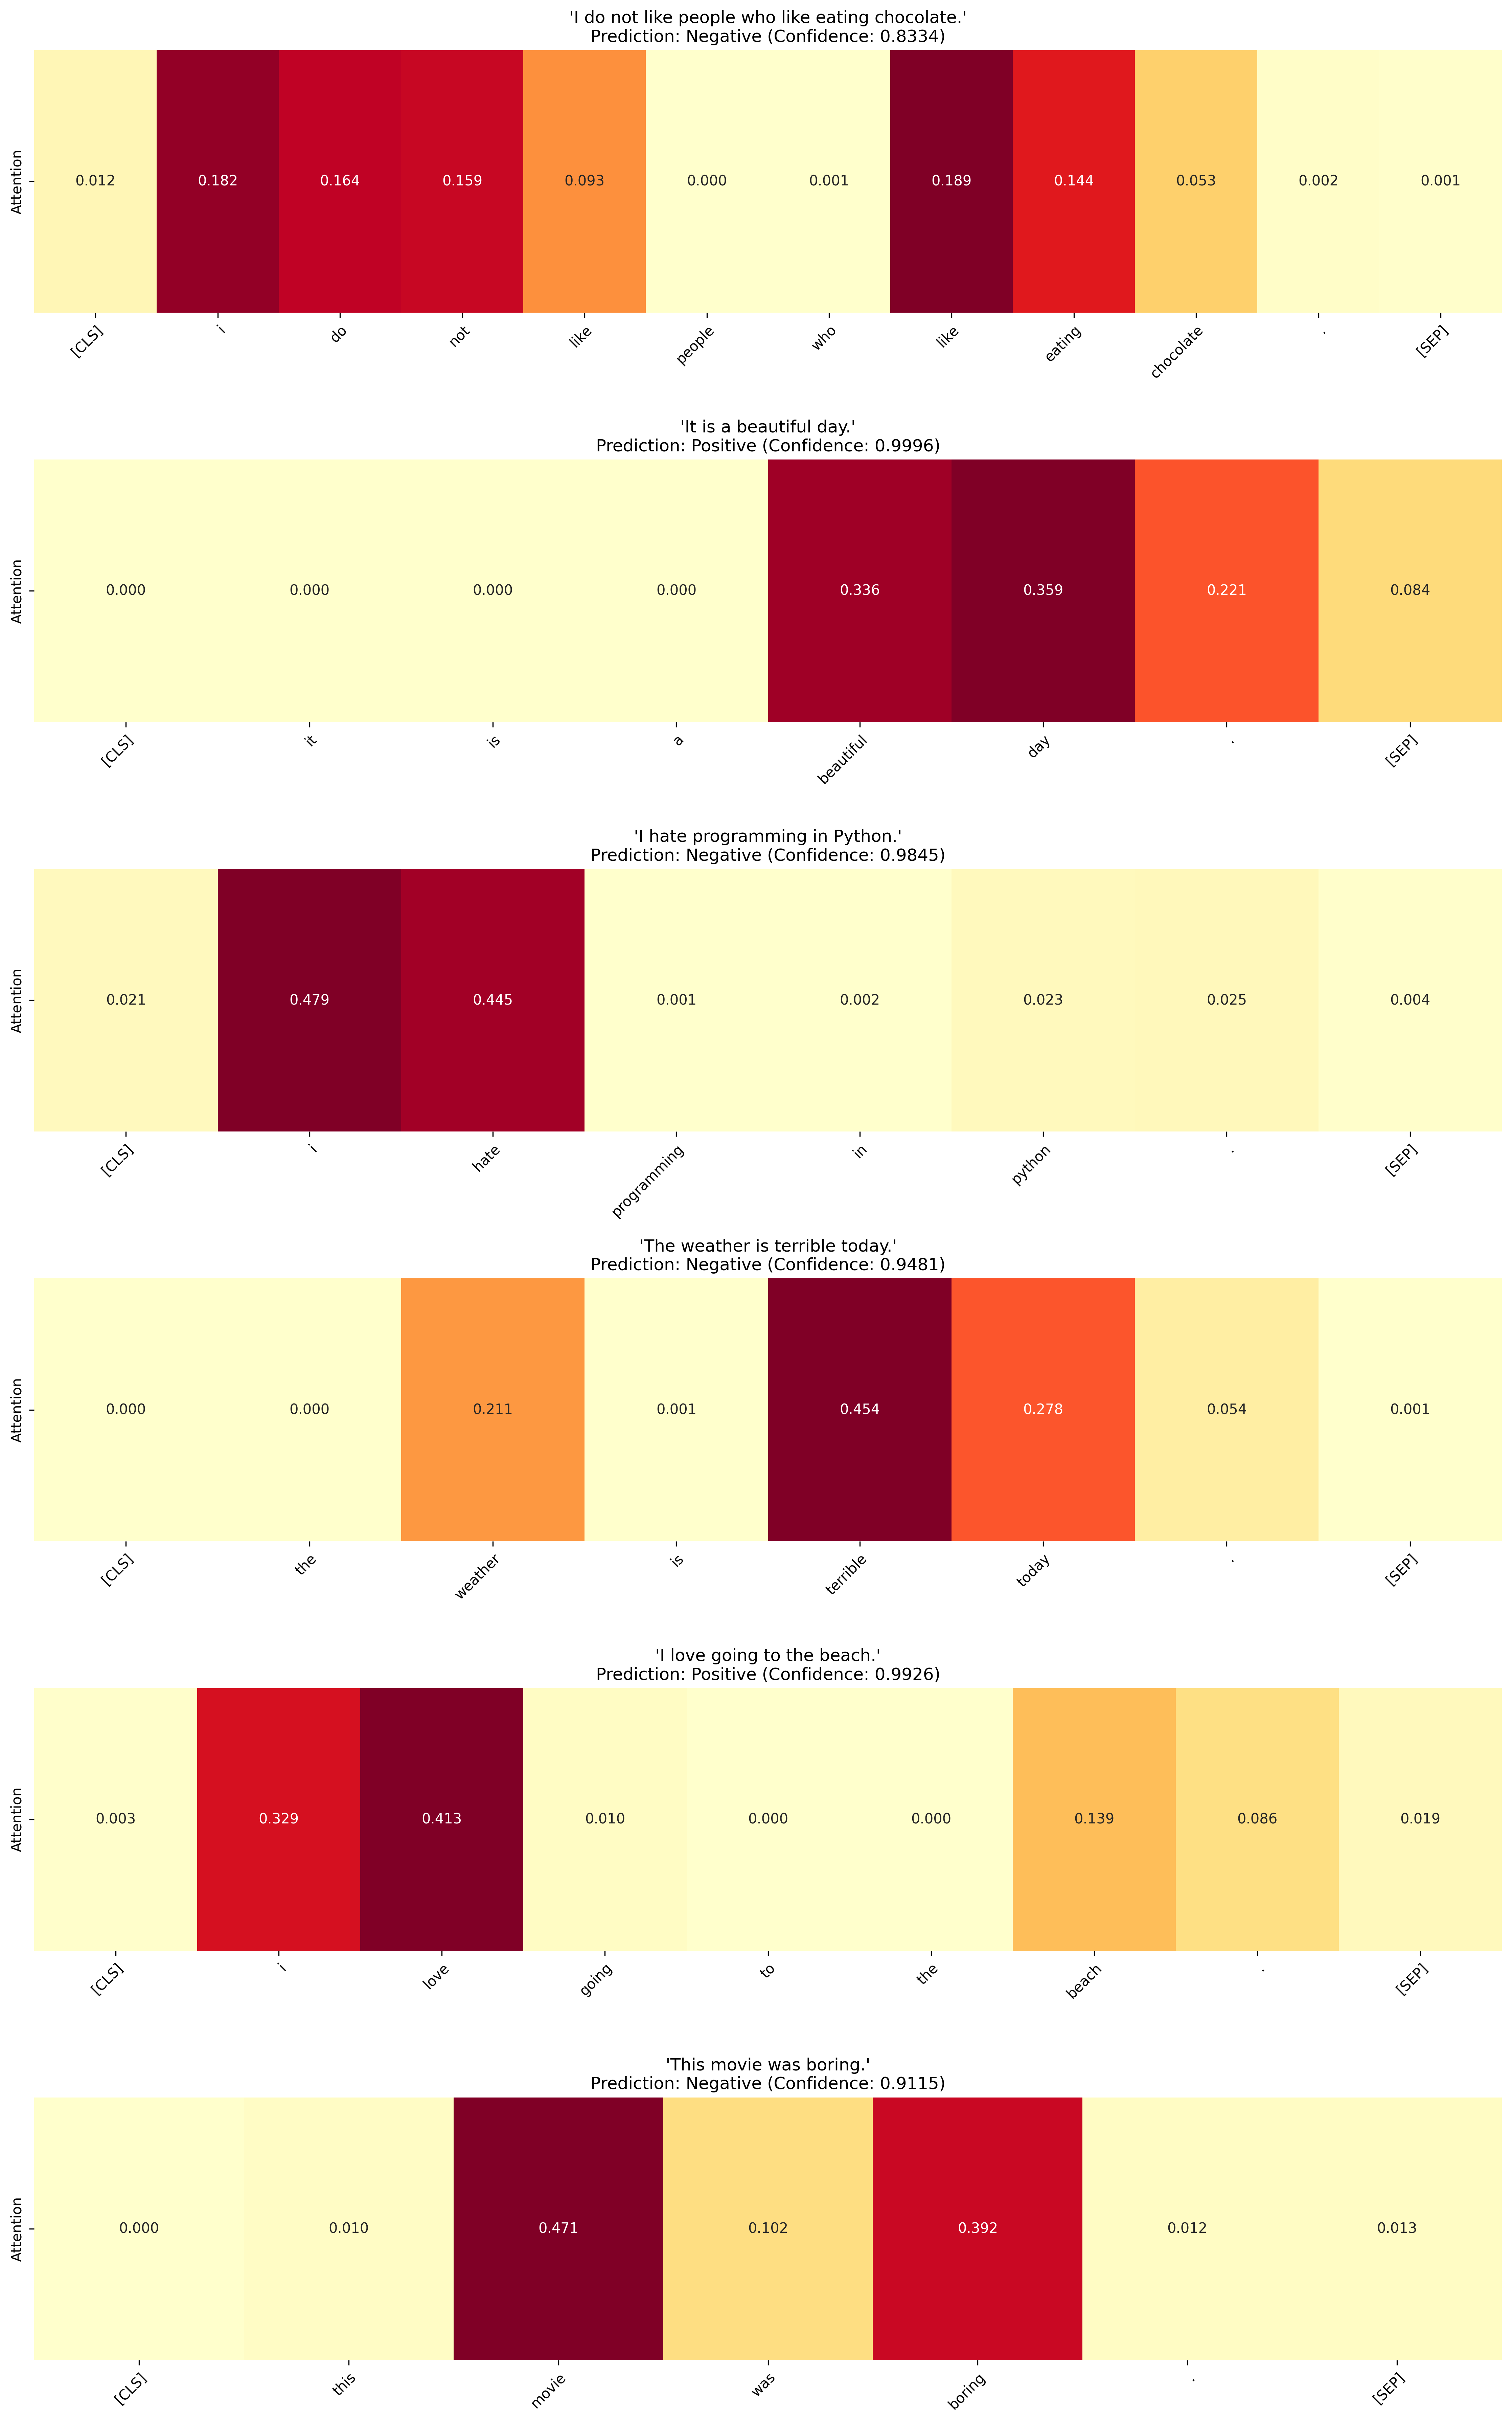 'I do not like people who like eating chocolate.'
Prediction: Negative (Confidence: 0.8334)
Attention
0.012 0.182 0.164 0.159 0.093 0.000 0.001 0.189 0.144 0.053 0.002 0.001
[CLS] i do not like people who like eating chocolate . [SEP]
'It is a beautiful day.'
Prediction: Positive (Confidence: 0.9996)
Attention
0.000 0.000 0.000 0.000 0.336 0.359 0.221 0.084
[CLS] it is a beautiful day . [SEP]
'I hate programming in Python.'
Prediction: Negative (Confidence: 0.9845)
Attention
0.021 0.479 0.445 0.001 0.002 0.023 0.025 0.004
[CLS] i hate programming in python . [SEP]
'The weather is terrible today.'
Prediction: Negative (Confidence: 0.9481)
Attention
0.000 0.000 0.211 0.001 0.454 0.278 0.054 0.001
[CLS] the weather is terrible today . [SEP]
'I love going to the beach.'
Prediction: Positive (Confidence: 0.9926)
Attention
0.003 0.329 0.413 0.010 0.000 0.000 0.139 0.086 0.019
[CLS] i love going to the beach . [SEP]
'This movie was boring.'
Prediction: Negative (Confidence: 0.9115)
Attention
0.000 0.010 0.471 0.102 0.392 0.012 0.013
[CLS] this movie was boring . [SEP]